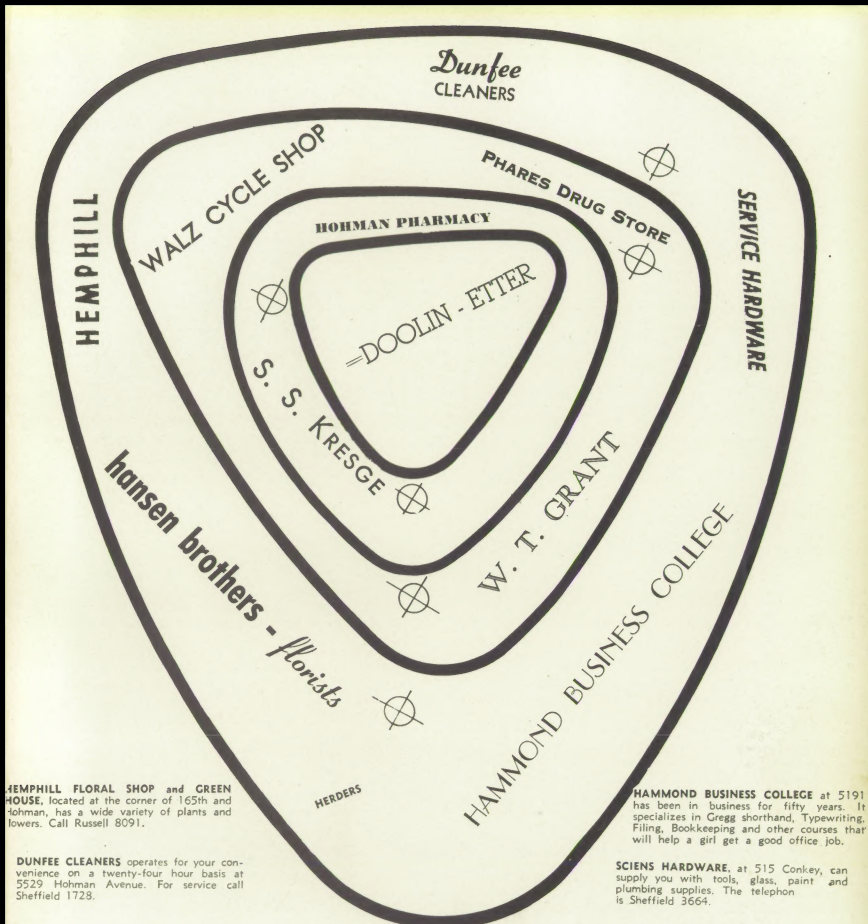 Dunfee
CLEANERS
HEMPHILL
WALZ CYCLE SHOP
PHARES DRUG STORE
SERVICE HARDWARE
HOHMAN PHARMACY
DOOLIN - ETTER
S. S. KRESGE
W. T. GRANT
hansen brothers - florists
HAMMOND BUSINESS COLLEGE
HERDERS
HEMPHILL FLORAL SHOP and GREEN
HOUSE, located at the corner of 165th and
Hohman, has a wide variety of plants and
flowers. Call Russell 8091.
DUNFEE CLEANERS operates for your con-
venience on a twenty-four hour basis at
5529 Hohman Avenue. For service call
Sheffield 1728.
HAMMOND BUSINESS COLLEGE at 5191
has been in business for fifty years. It
specializes in Gregg shorthand, Typewriting,
Filing, Bookkeeping and other courses that
will help a girl get a good office job.
SCIENS HARDWARE, at 515 Conkey, can
supply you with tools, glass, paint and
plumbing supplies. The telephon
is Sheffield 3664.